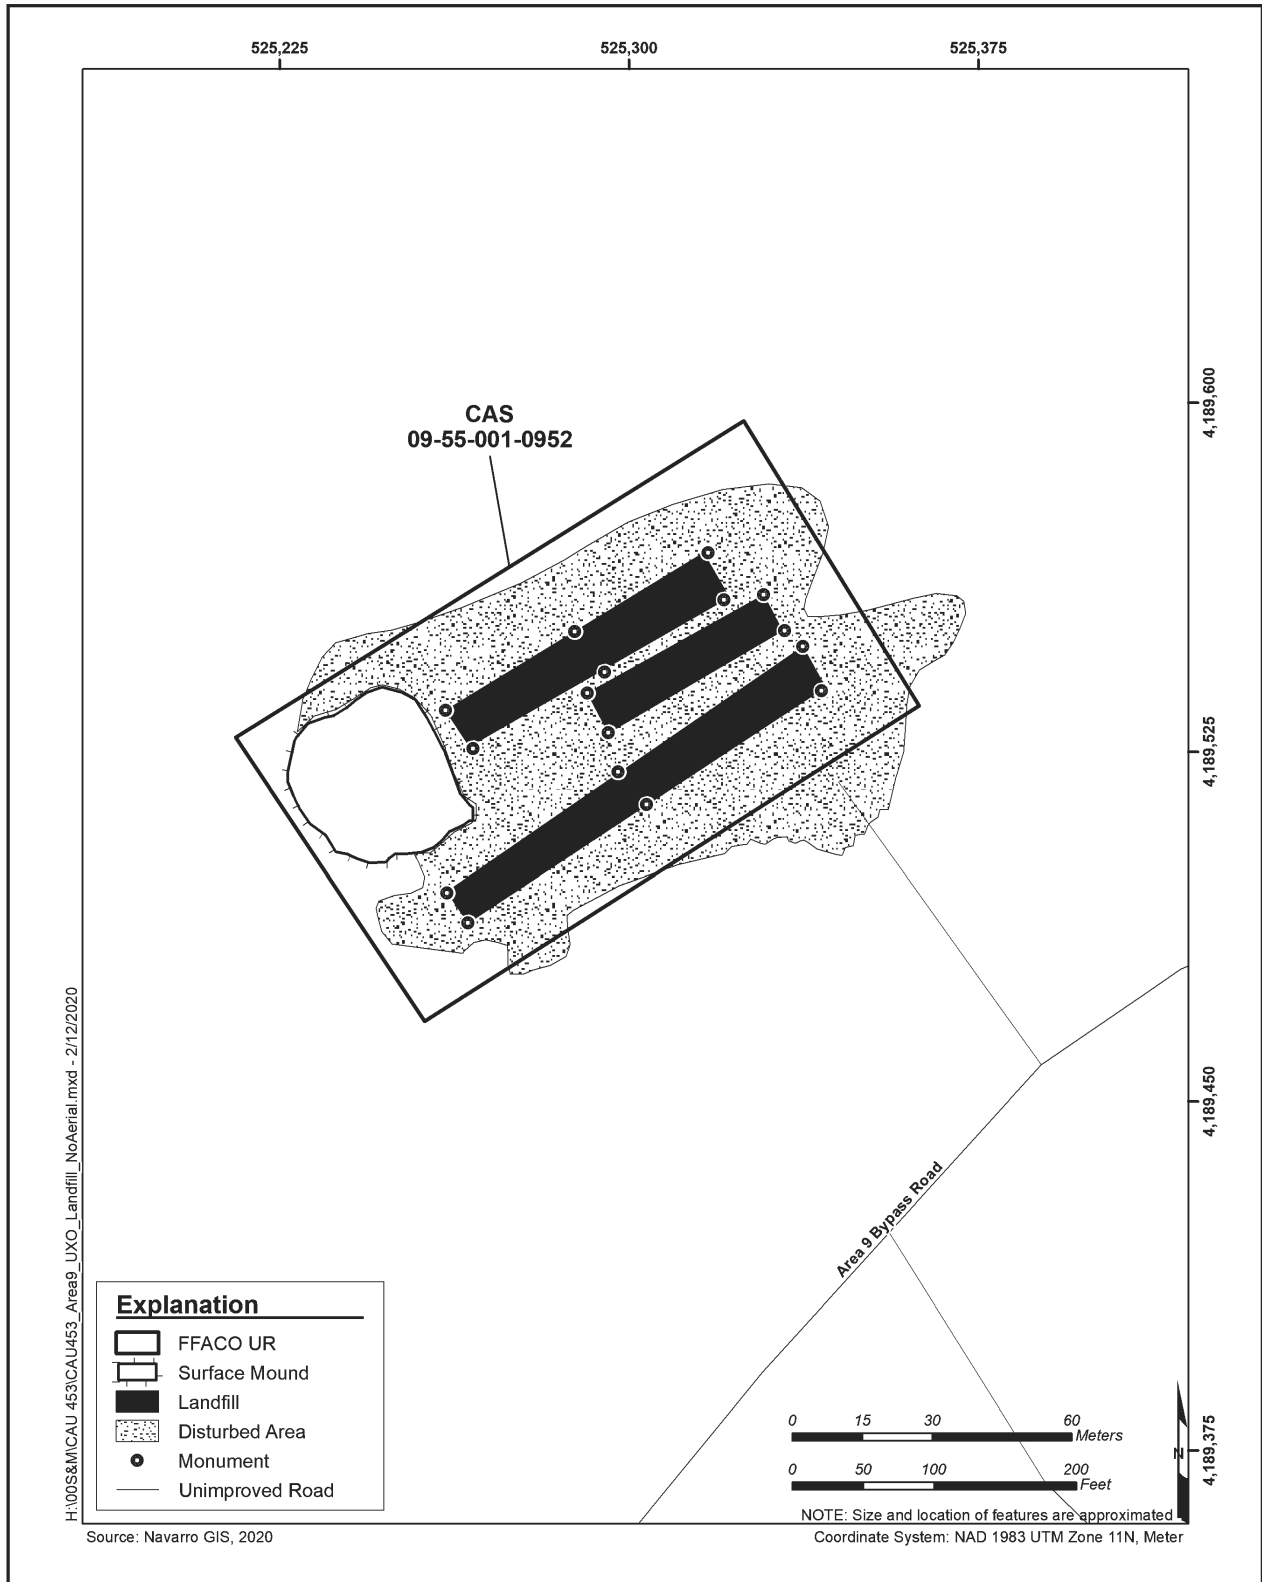 525,225
525,300
525,375
4,189,600
CAS
09-55-001-0952
4,189,525
4,189,450
Area 9 Bypass Road
H:\00S&M\CAU 453\CAU453_Area9_UXO_Landfill_NoAerial.mxd - 2/12/2020
Explanation
FFACO UR
Surface Mound
Landfill
Disturbed Area
Monument
Unimproved Road
0 15 30 60
Meters
0 50 100 200
Feet
N
4,189,375
NOTE: Size and location of features are approximated
Source: Navarro GIS, 2020
Coordinate System: NAD 1983 UTM Zone 11N, Meter